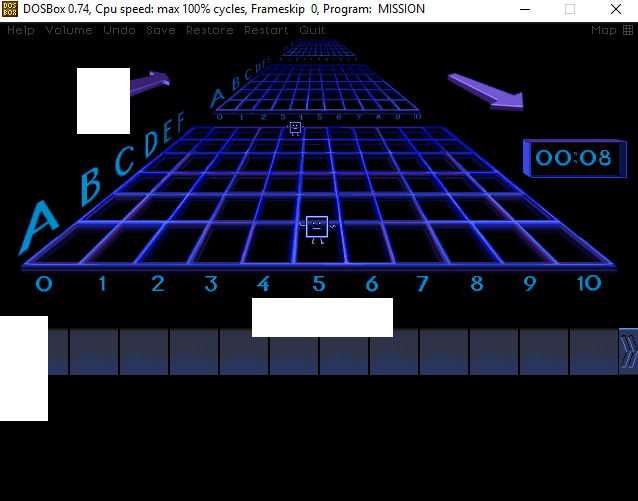 DOS BOX DOSBox 0.74, Cpu speed: max 100% cycles, Frameskip 0, Program: MISSION
Help Volume Undo Save Restore Restart Quit Map
A B C D E F
0 1 2 3 4 5 6 7 8 9 10
A B C D E F
00:08
0 1 2 3 4 5 6 7 8 9 10